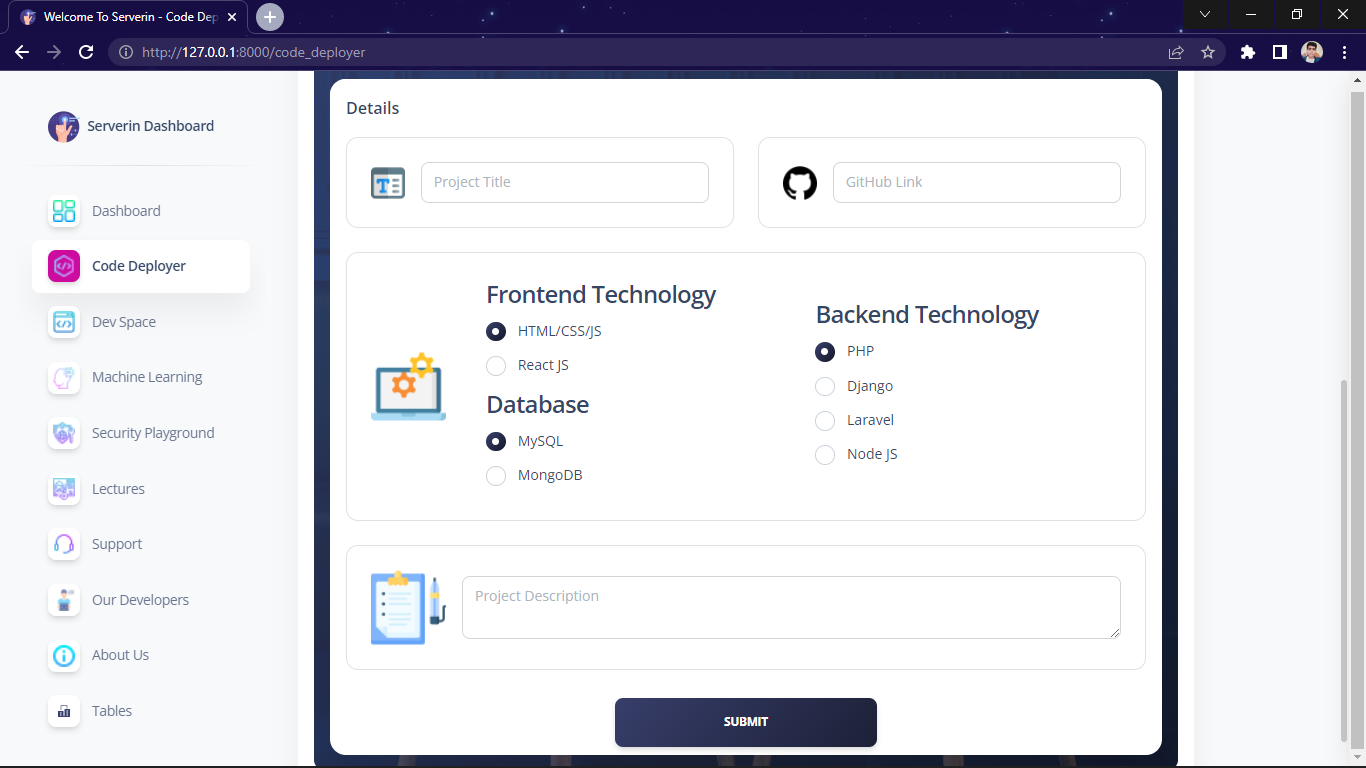 Welcome To Serverin - Code Dep
http://127.0.0.1:8000/code_deployer
Serverin Dashboard
Dashboard
Code Deployer
Dev Space
Machine Learning
Security Playground
Lectures
Support
Our Developers
About Us
Tables
Details
Project Title
GitHub Link
Frontend Technology
HTML/CSS/JS
React JS
Database
MySQL
MongoDB
Backend Technology
PHP
Django
Laravel
Node JS
Project Description
SUBMIT